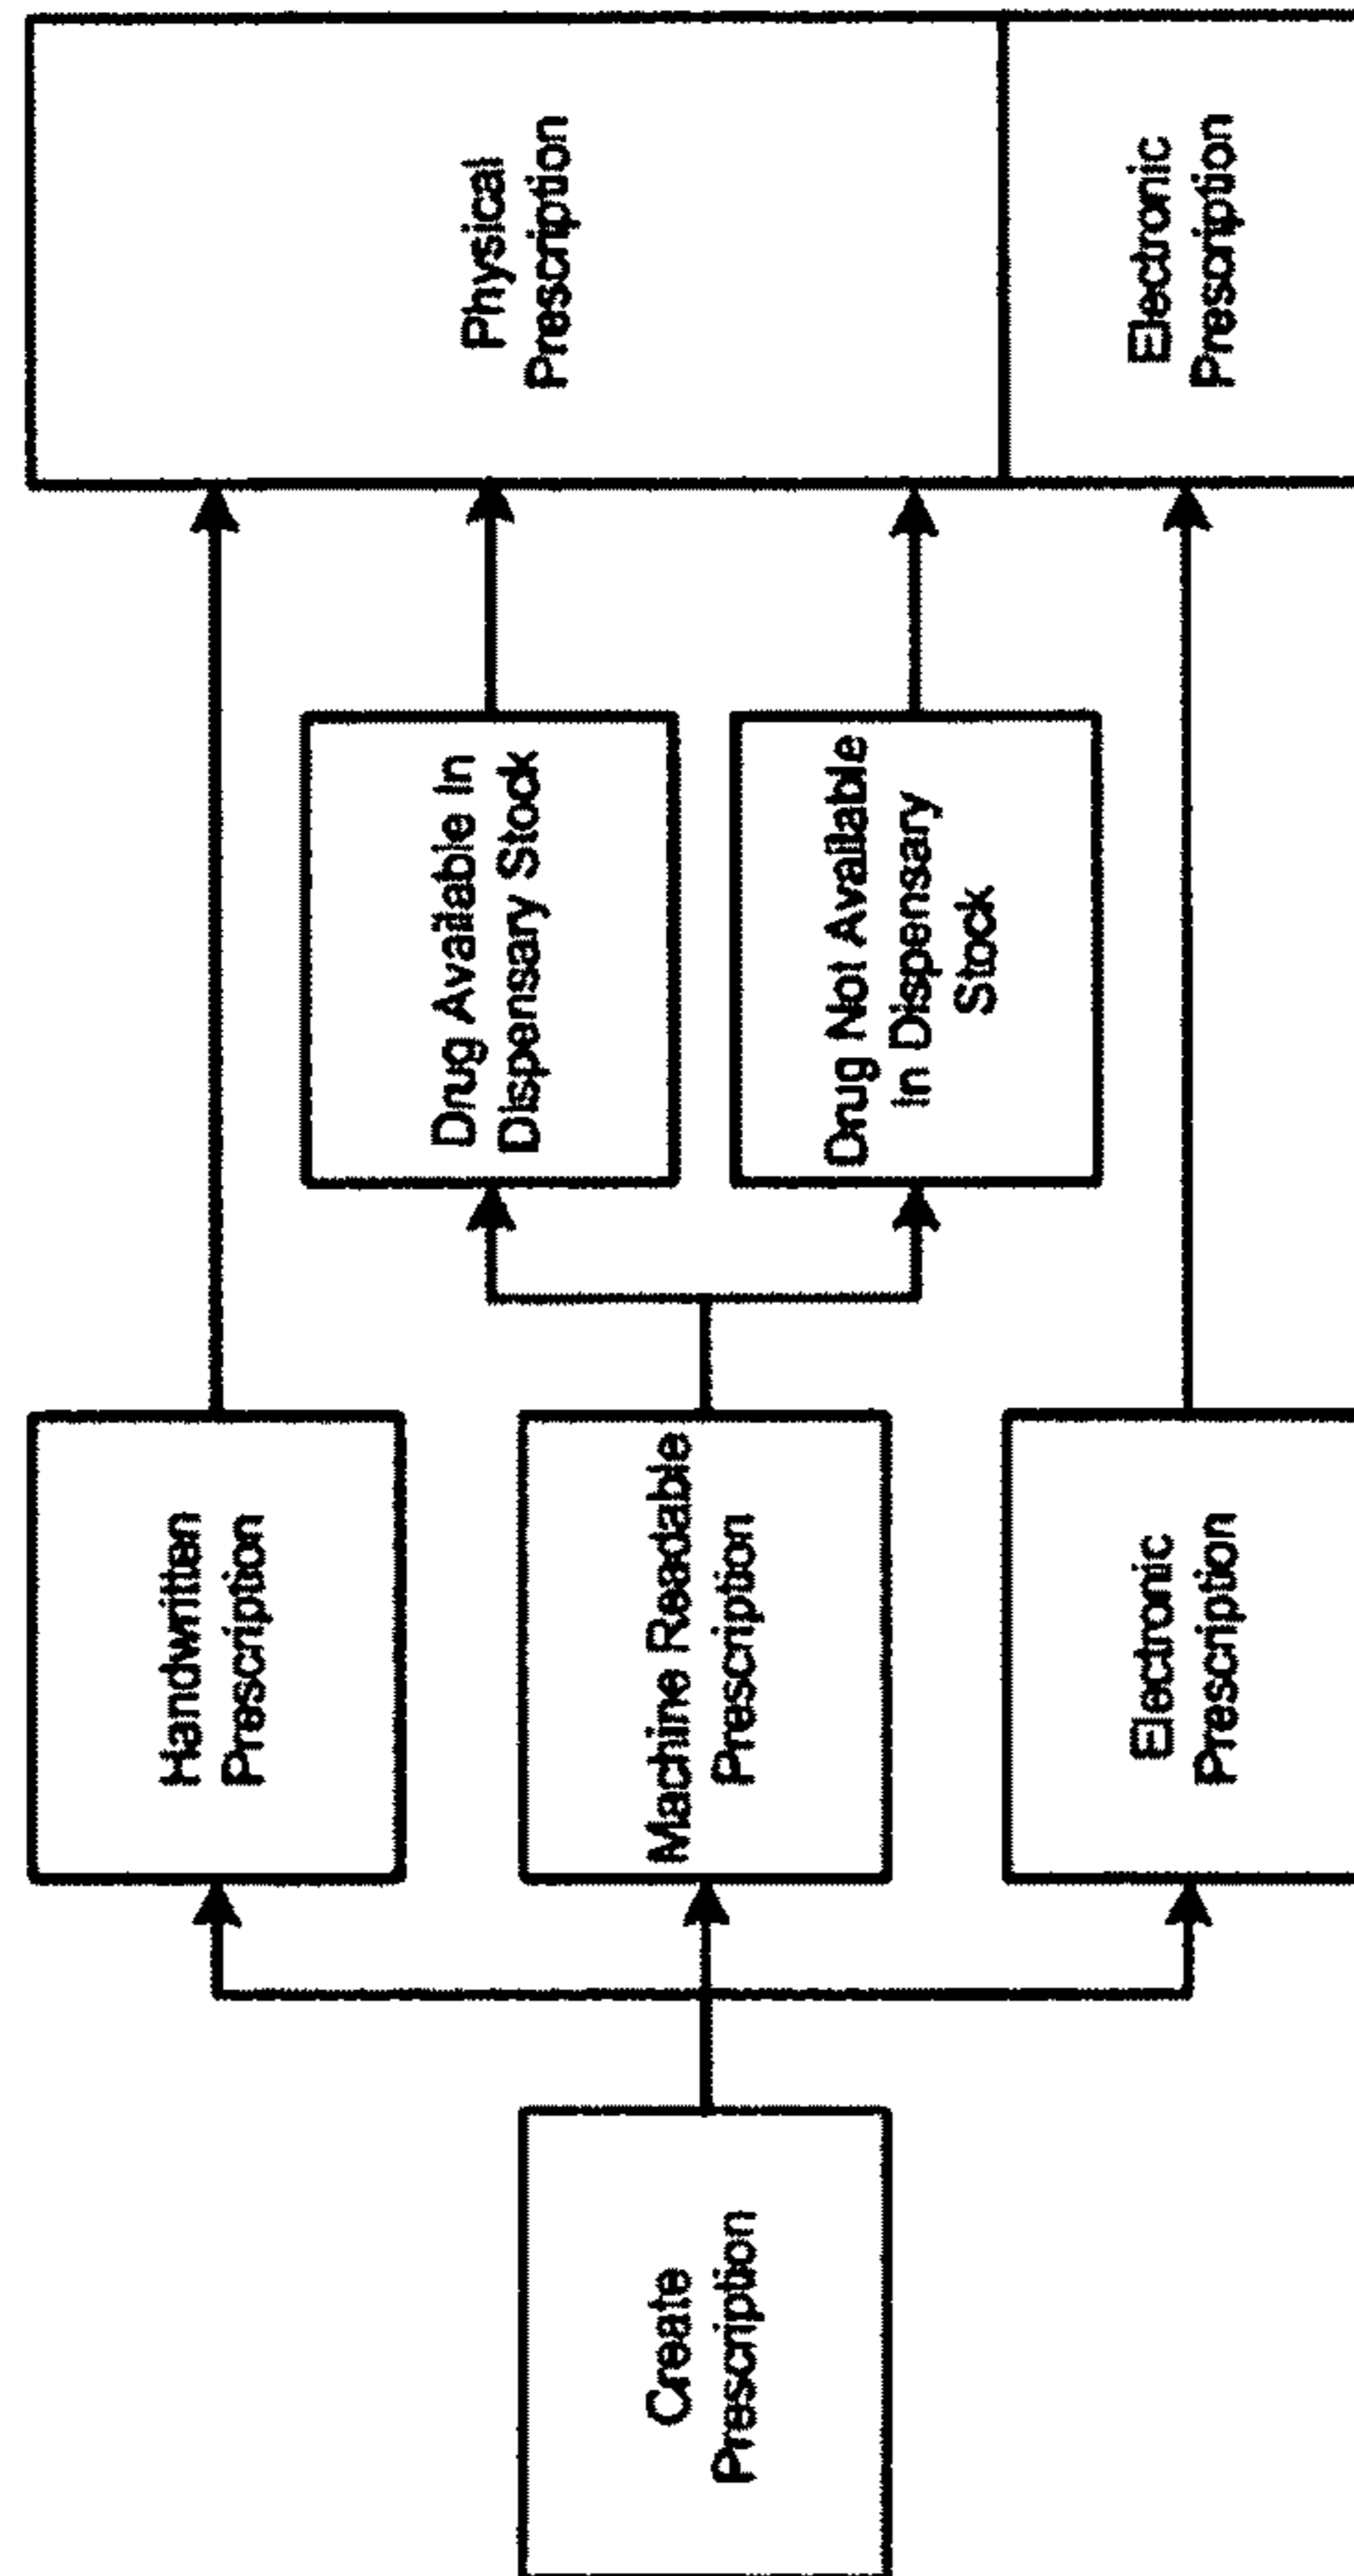 Create
Prescription
Handwritten
Prescription
Machine Readable
Prescription
Electronic
Prescription
Drug Available In
Dispensary Stock
Drug Not Available
In Dispensary
Stock
Physical
Prescription
Electronic
Prescription